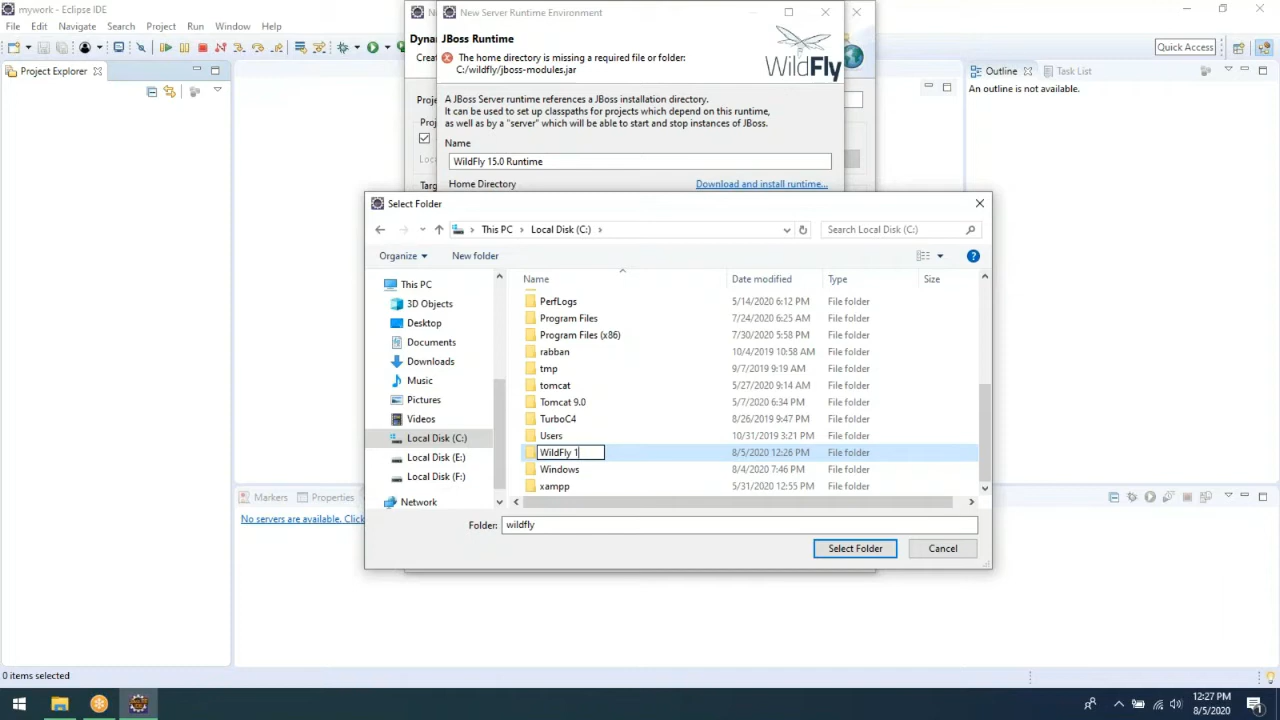 mywork - Eclipse IDE
File Edit Navigate Search Project Run Window Help
Quick Access
Project Explorer
Outline Task List
An outline is not available.
New Server Runtime Environment
JBoss Runtime
The home directory is missing a required file or folder:
C:/wildfly/jboss-modules.jar
WildFly
A JBoss Server runtime references a JBoss installation directory.
It can be used to set up classpaths for projects which depend on this runtime,
as well as by a "server" which will be able to start and stop instances of JBoss.
Name
WildFly 15.0 Runtime
Home Directory Download and install runtime...
Select Folder
This PC Local Disk (C:) Search Local Disk (C:)
Organize New folder
Name Date modified Type Size
This PC
3D Objects
Desktop
Documents
Downloads
Music
Pictures
Videos
Local Disk (C:)
Local Disk (E:)
Local Disk (F:)
Network
PerfLogs 5/14/2020 6:12 PM File folder
Program Files 7/24/2020 6:25 AM File folder
Program Files (x86) 7/30/2020 5:58 PM File folder
rabban 10/4/2019 10:58 AM File folder
tmp 9/7/2019 9:19 AM File folder
tomcat 5/27/2020 9:14 AM File folder
Tomcat 9.0 5/7/2020 6:34 PM File folder
TurboC4 8/26/2019 9:47 PM File folder
Users 10/31/2019 3:21 PM File folder
WildFly 1 8/5/2020 12:26 PM File folder
Windows 8/4/2020 7:46 PM File folder
xampp 5/31/2020 12:55 PM File folder
Folder: wildfly
Select Folder Cancel
Markers Properties
No servers are available. Click
0 items selected
12:27 PM
8/5/2020